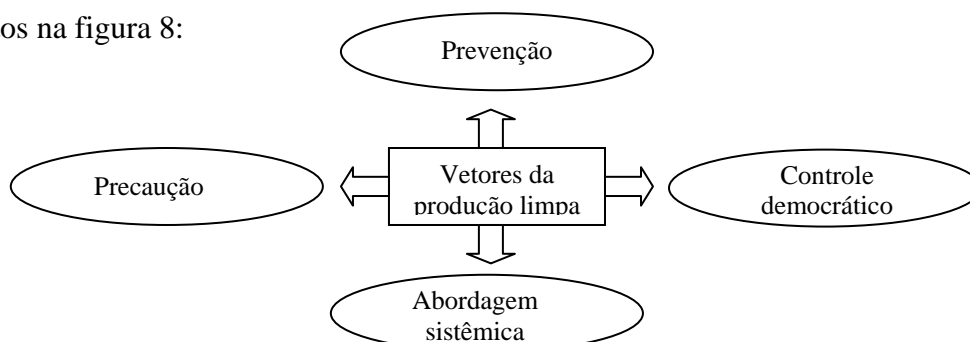 os na figura 8:
Prevenção
Precaução
Vetores da
produção limpa
Controle
democrático
Abordagem
sistêmica